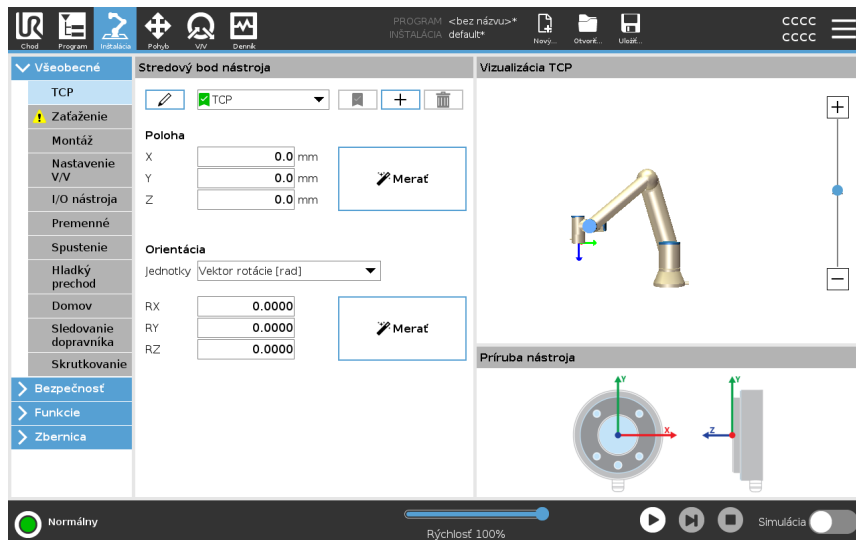 PROGRAM <bez názvu>*
INŠTALÁCIA default*
CCCC
CCCC
Chod
Program
Inštalácia
Pohyb
V/V
Denník
Nový...
Otvoriť...
Uložiť...
Všeobecné
TCP
Zaťaženie
Montáž
Nastavenie
V/V
I/O nástroja
Premenné
Spustenie
Hladký
prechod
Domov
Sledovanie
dopravníka
Skrutkovanie
Bezpečnosť
Funkcie
Zbernica
Stredový bod nástroja
TCP
Poloha
X 0.0 mm
Y 0.0 mm
Z 0.0 mm
Merať
Orientácia
Jednotky Vektor rotácie [rad]
RX 0.0000
RY 0.0000
RZ 0.0000
Merať
Vizualizácia TCP
Príruba nástroja
Y
X
Y
Z
Normálny
Rýchlosť 100%
Simulácia